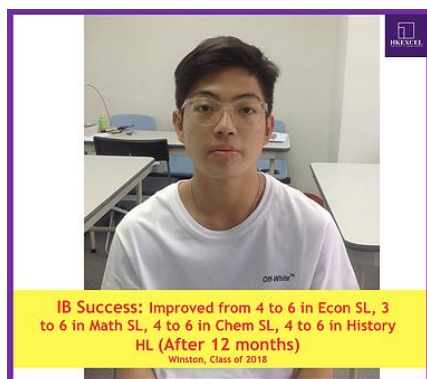 HKEXCEL
Off-White™
IB Success: Improved from 4 to 6 in Econ SL, 3
to 6 in Math SL, 4 to 6 in Chem SL, 4 to 6 in History
HL (After 12 months)
Winston, Class of 2018